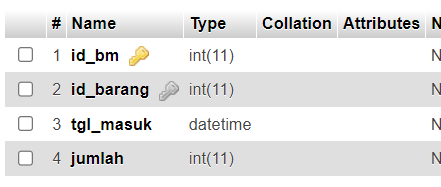 # Name Type Collation Attributes N
1 id_bm int(11) N
2 id_barang int(11) N
3 tgl_masuk datetime N
4 jumlah int(11) N